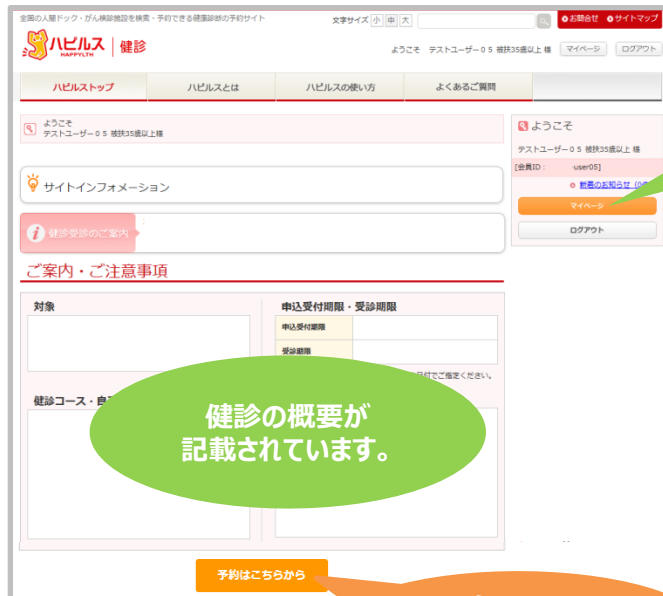 全国の人間ドック・がん検診施設を検索・予約できる健康診断の予約サイト
文字サイズ 小 中 大
お問合せ サイトマップ
ハピルス 健診
HAPPYLTH
ようこそ テストユーザー０５ 被扶35歳以上 様 マイページ ログアウト
ハピルストップ ハピルスとは ハピルスの使い方 よくあるご質問
ようこそ
テストユーザー０５ 被扶35歳以上 様
サイトインフォメーション
健診受診のご案内
ようこそ
テストユーザー０５ 被扶35歳以上 様
[会員ID： -user05]
新着のお知らせ
マイページ
ログアウト
ご案内・ご注意事項
対象
申込受付期限・受診期限
申込受付期限
受診期限
日付でご指定ください。
健診コース・
健診の概要が
記載されています。
予約はこちらから